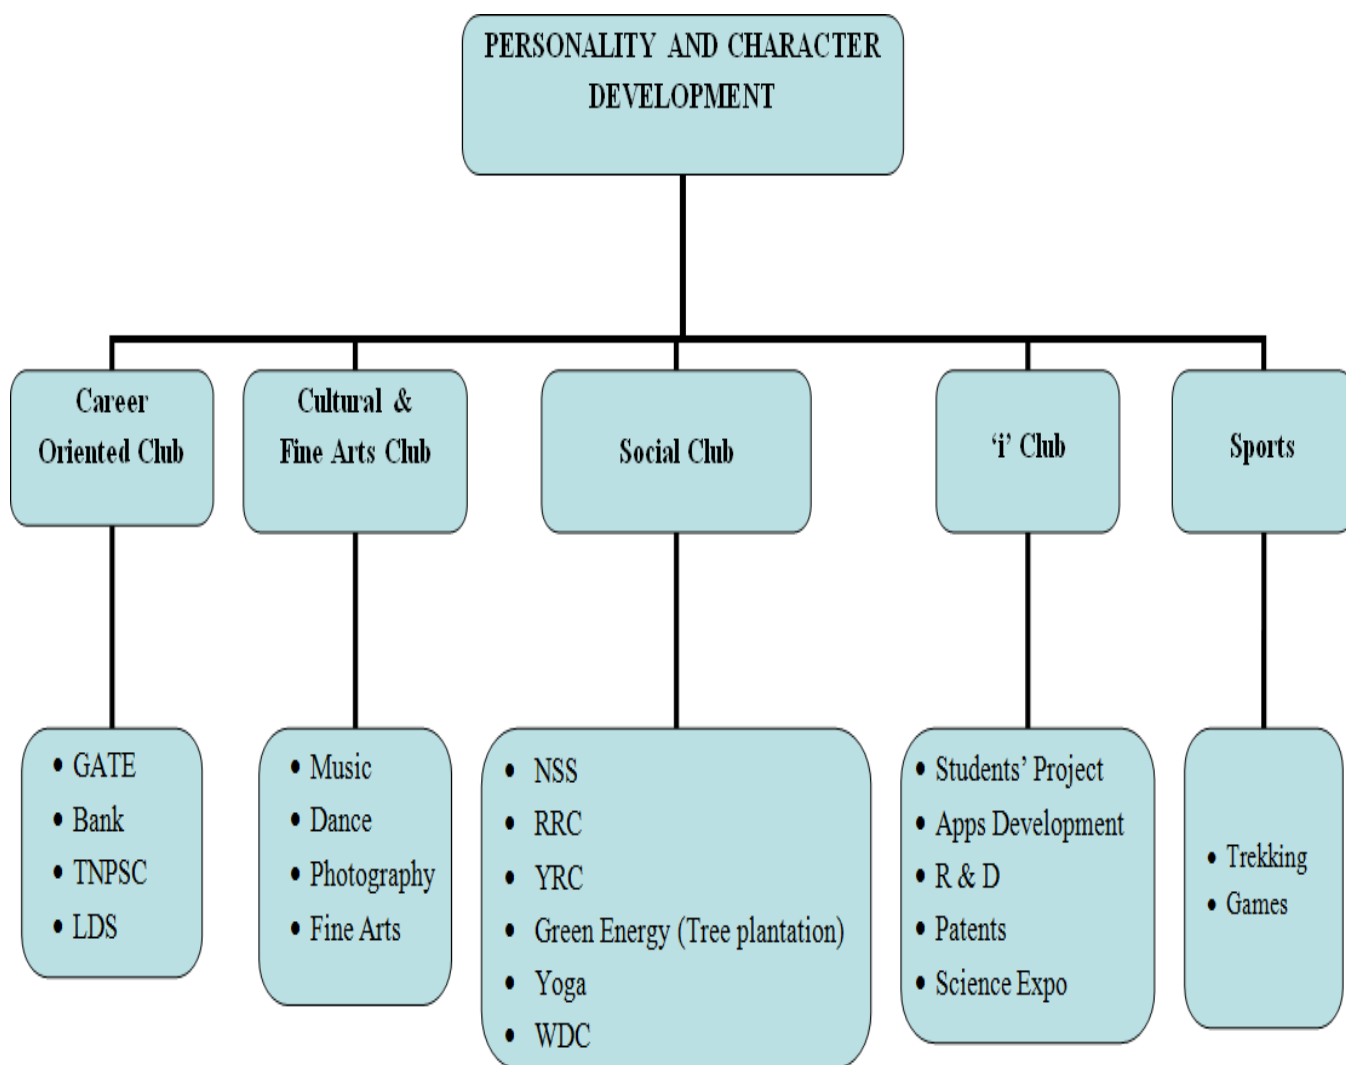 PERSONALITY AND CHARACTER
DEVELOPMENT
Career
Oriented Club
Cultural &
Fine Arts Club
Social Club
‘i’ Club
Sports
• GATE
• Bank
• TNPSC
• LDS
• Music
• Dance
• Photography
• Fine Arts
• NSS
• RRC
• YRC
• Green Energy (Tree plantation)
• Yoga
• WDC
• Students’ Project
• Apps Development
• R & D
• Patents
• Science Expo
• Trekking
• Games